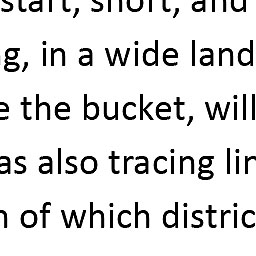 start, short, and
g, in a wide land
e the bucket, will
as also tracing lin
n of which distric